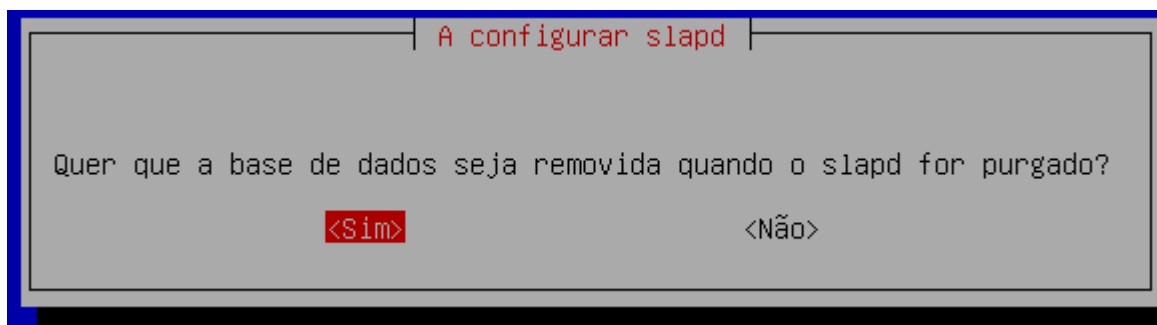 A configurar slapd
Quer que a base de dados seja removida quando o slapd for purgado?
<Sim> <Não>